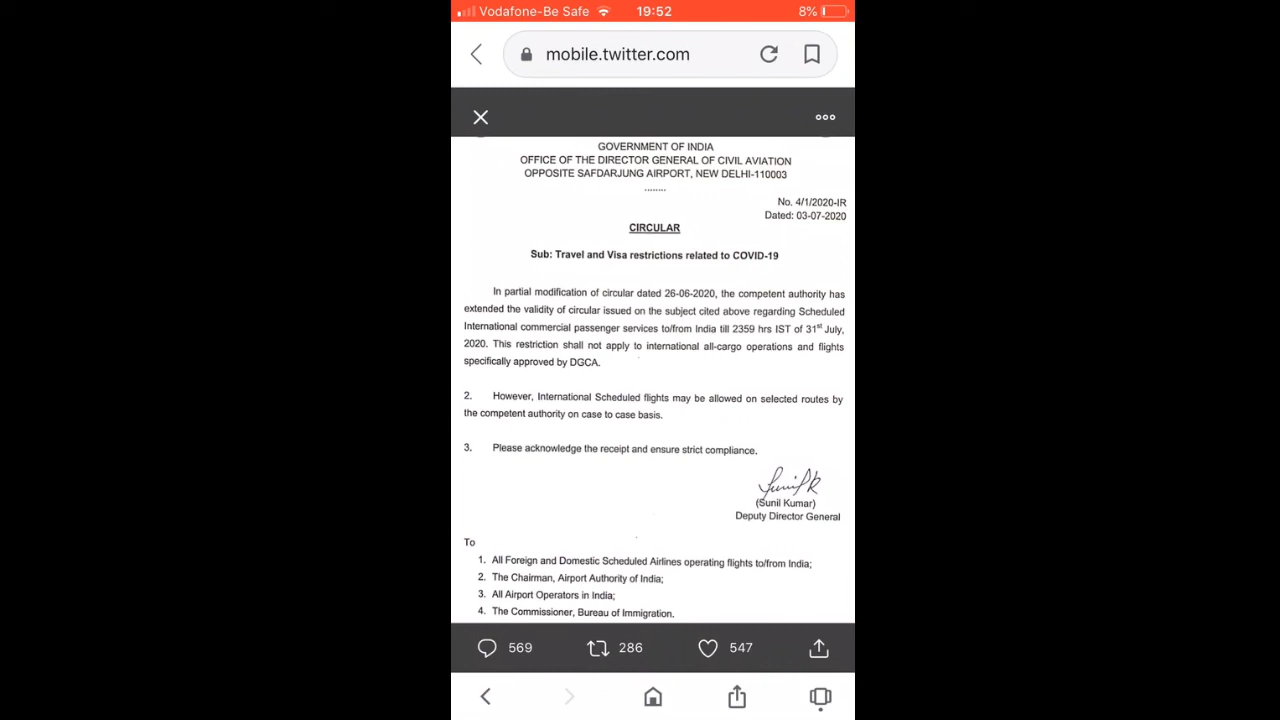 Vodafone-Be Safe 19:52 8%
mobile.twitter.com
GOVERNMENT OF INDIA
OFFICE OF THE DIRECTOR GENERAL OF CIVIL AVIATION
OPPOSITE SAFDARJUNG AIRPORT, NEW DELHI-110003
........
No. 4/1/2020-IR
Dated: 03-07-2020
CIRCULAR
Sub: Travel and Visa restrictions related to COVID-19
In partial modification of circular dated 26-06-2020, the competent authority has
extended the validity of circular issued on the subject cited above regarding Scheduled
International commercial passenger services to/from India till 2359 hrs IST of 31st July,
2020. This restriction shall not apply to international all-cargo operations and flights
specifically approved by DGCA.
2. However, International Scheduled flights may be allowed on selected routes by
the competent authority on case to case basis.
3. Please acknowledge the receipt and ensure strict compliance.
Sunil K
(Sunil Kumar)
Deputy Director General
To
1. All Foreign and Domestic Scheduled Airlines operating flights to/from India;
2. The Chairman, Airport Authority of India;
3. All Airport Operators in India;
4. The Commissioner, Bureau of Immigration.
569 286 547